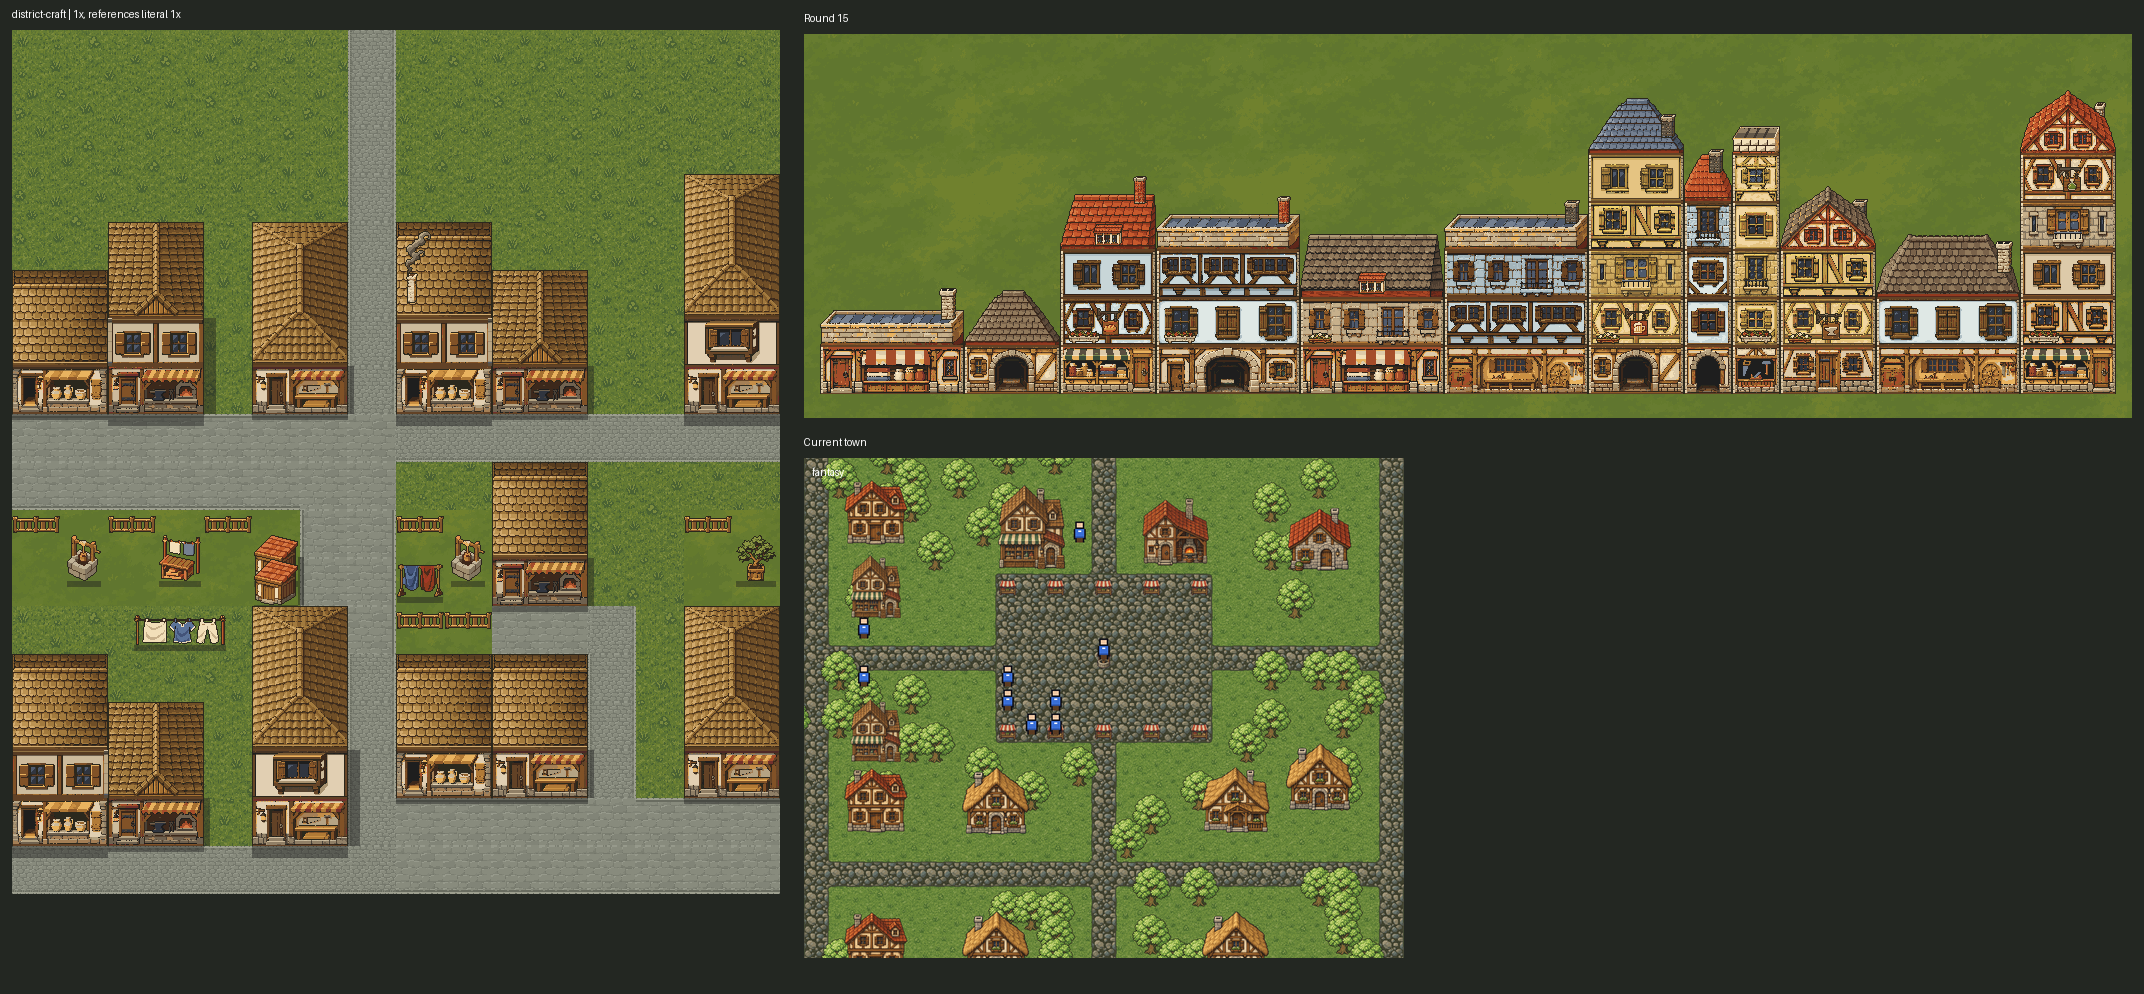 district-craft | 1x, references literal 1x
Round 15
Current town
fantasy